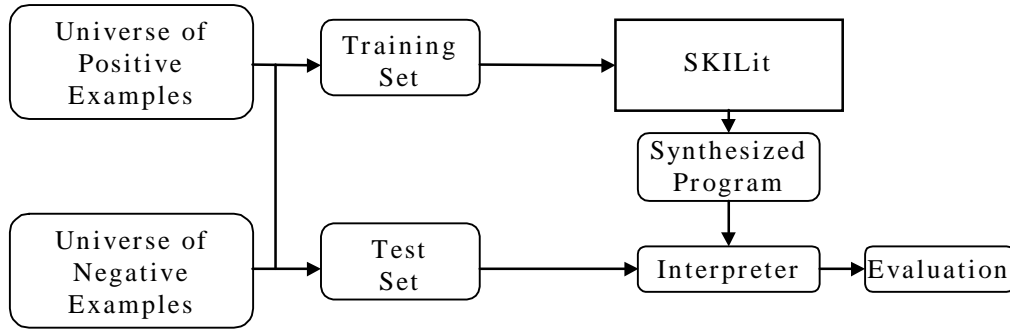 Universe of
Positive
Examples
Training
Set
SKILit
Synthesized
Program
Universe of
Negative
Examples
Test
Set
Interpreter
Evaluation